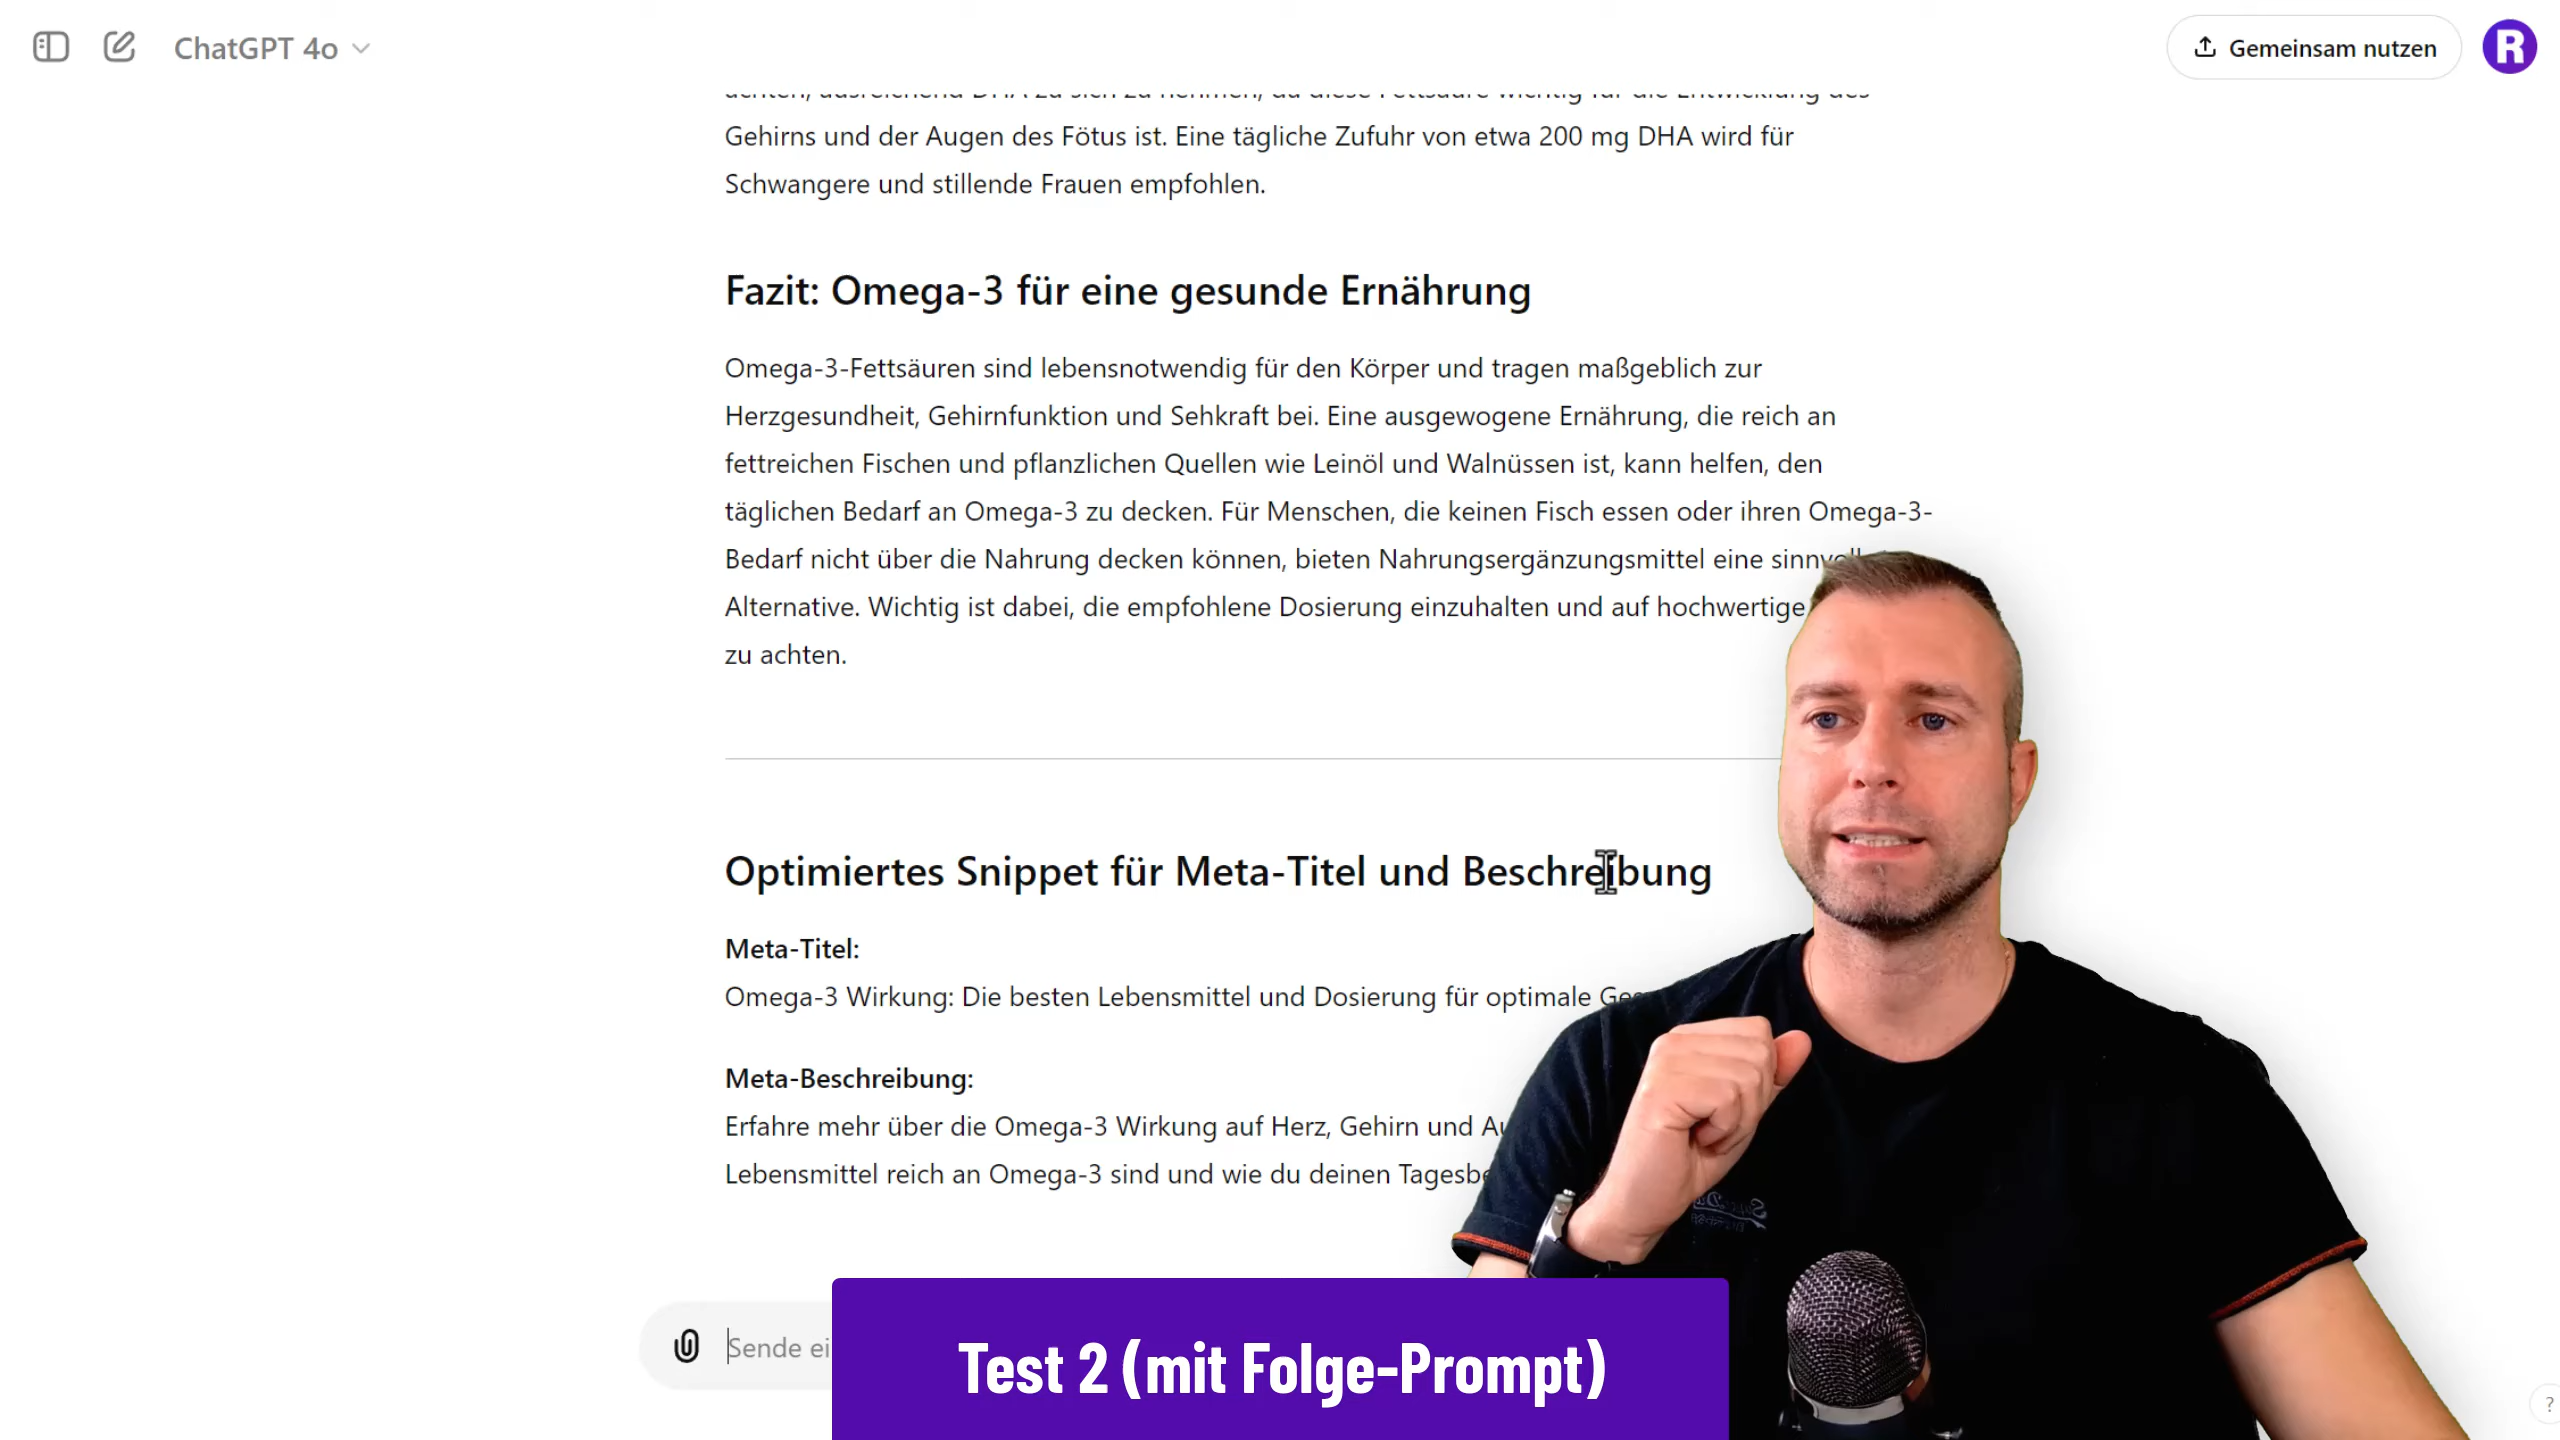 ChatGPT 4o
Gemeinsam nutzen
R
Gehirns und der Augen des Fötus ist. Eine tägliche Zufuhr von etwa 200 mg DHA wird für
Schwangere und stillende Frauen empfohlen.
Fazit: Omega-3 für eine gesunde Ernährung
Omega-3-Fettsäuren sind lebensnotwendig für den Körper und tragen maßgeblich zur
Herzgesundheit, Gehirnfunktion und Sehkraft bei. Eine ausgewogene Ernährung, die reich an
fettreichen Fischen und pflanzlichen Quellen wie Leinöl und Walnüssen ist, kann helfen, den
täglichen Bedarf an Omega-3 zu decken. Für Menschen, die keinen Fisch essen oder ihren Omega-3-
Bedarf nicht über die Nahrung decken können, bieten Nahrungsergänzungsmittel eine
Alternative. Wichtig ist dabei, die empfohlene Dosierung einzuhalten und auf hochwertige
zu achten.
Optimiertes Snippet für Meta-Titel und Beschreibung
Meta-Titel:
Omega-3 Wirkung: Die besten Lebensmittel und Dosierung für optimale
Meta-Beschreibung:
Erfahre mehr über die Omega-3 Wirkung auf Herz, Gehirn und
Lebensmittel reich an Omega-3 sind und wie du deinen
Sende
Test 2 (mit Folge-Prompt)
?